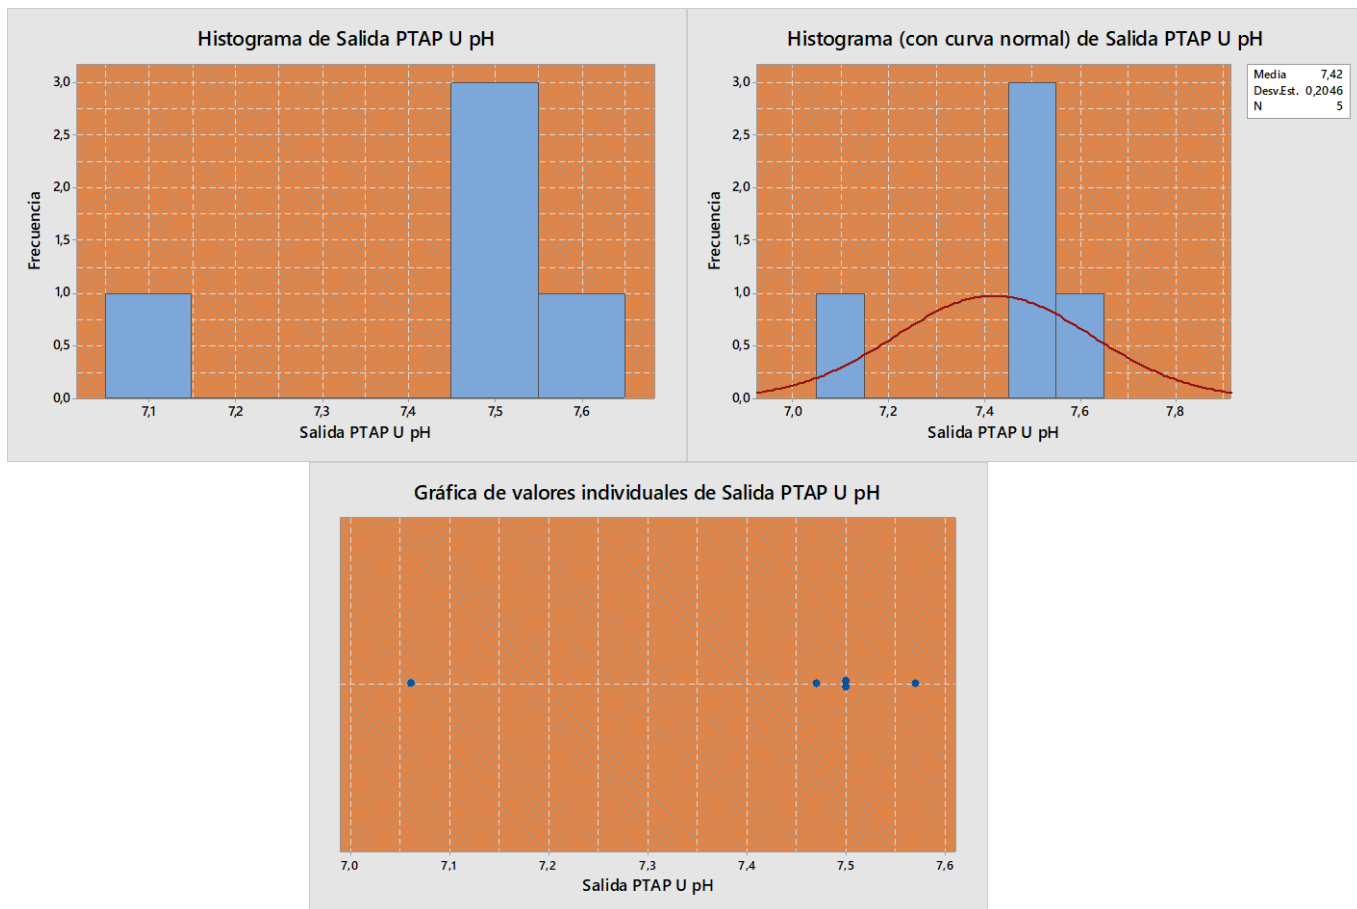 Histograma de Salida PTAP U pH
3,0
2,5
2,0
1,5
1,0
0,5
0,0
Frecuencia
7,1 7,2 7,3 7,4 7,5 7,6
Salida PTAP U pH
Histograma (con curva normal) de Salida PTAP U pH
Media 7,42
Desv.Est. 0,2046
N 5
3,0
2,5
2,0
1,5
1,0
0,5
0,0
Frecuencia
7,0 7,2 7,4 7,6 7,8
Salida PTAP U pH
Gráfica de valores individuales de Salida PTAP U pH
7,0 7,1 7,2 7,3 7,4 7,5 7,6
Salida PTAP U pH